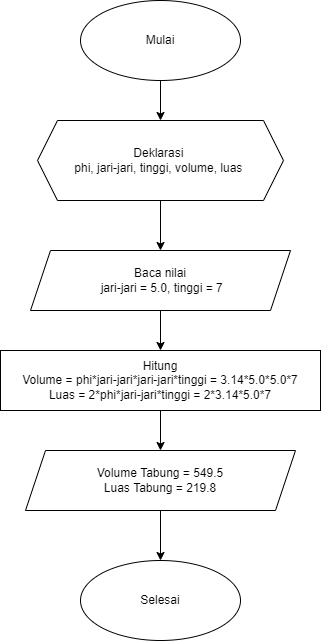 Mulai
Deklarasi
phi, jari-jari, tinggi, volume, luas
Baca nilai
jari-jari = 5.0, tinggi = 7
Hitung
Volume = phi*jari-jari*jari-jari*tinggi = 3.14*5.0*5.0*7
Luas = 2*phi*jari-jari*tinggi = 2*3.14*5.0*7
Volume Tabung = 549.5
Luas Tabung = 219.8
Selesai